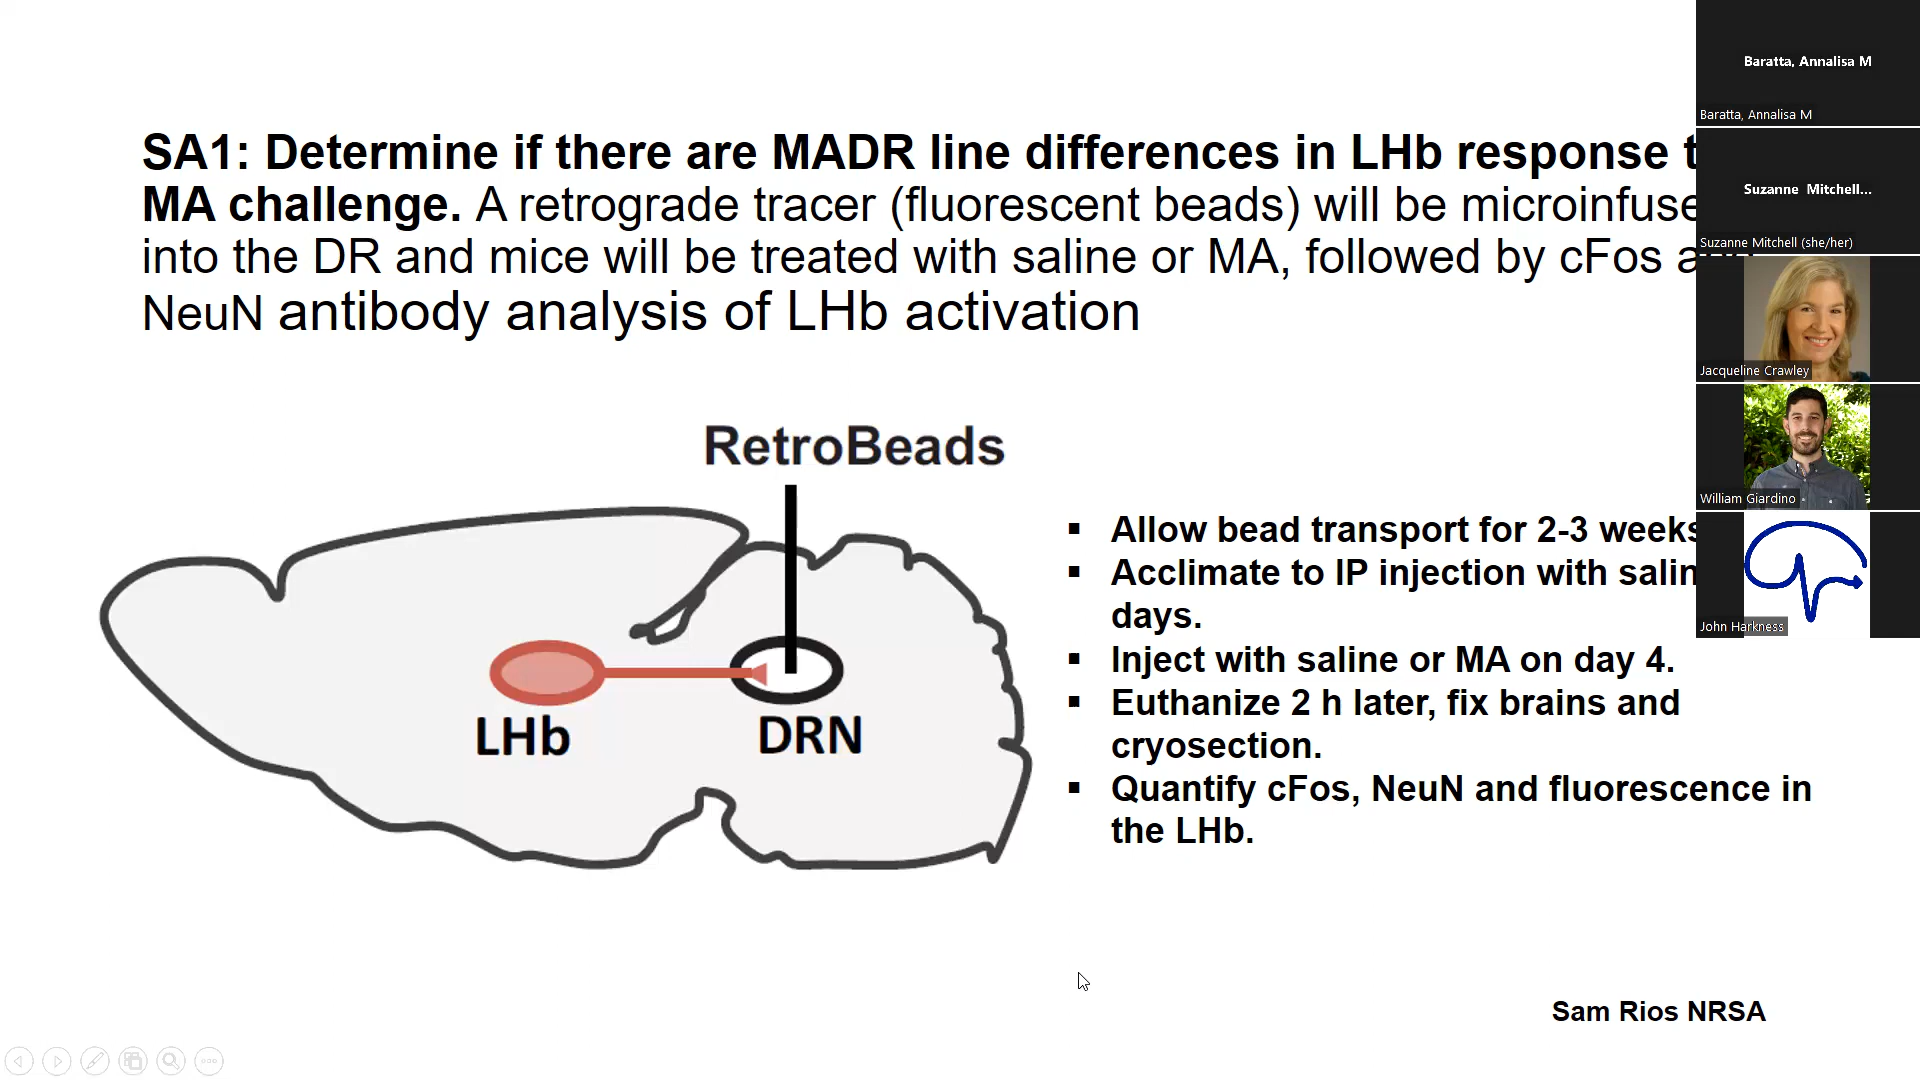 SA1: Determine if there are MADR line differences in LHb response t
MA challenge. A retrograde tracer (fluorescent beads) will be microinfuse
into the DR and mice will be treated with saline or MA, followed by cFos
NeuN antibody analysis of LHb activation
RetroBeads
LHb
DRN
▪ Allow bead transport for 2-3 weeks
▪ Acclimate to IP injection with salin
days.
▪ Inject with saline or MA on day 4.
▪ Euthanize 2 h later, fix brains and
cryosection.
▪ Quantify cFos, NeuN and fluorescence in
the LHb.
Sam Rios NRSA
Baratta, Annalisa M
Baratta, Annalisa M
Suzanne Mitchell...
Suzanne Mitchell (she/her)
Jacqueline Crawley
William Giardino
John Harkness